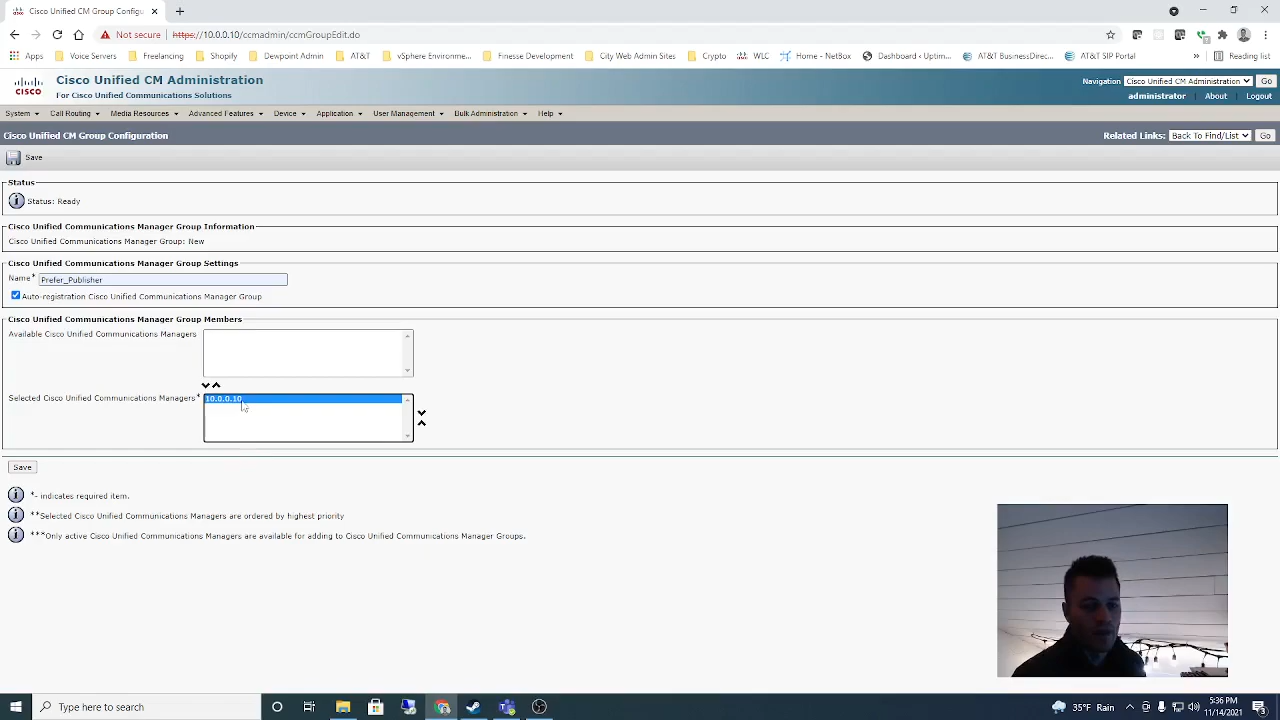 Cisco Unified CM Group Configu
Not secure
https://10.0.0.10/ccmadmin/ccmGroupEdit.do
Apps
Voice Servers
Freelancing
Shopify
Dewpoint Admin
AT&T
vSphere Environme...
Finesse Development
City Web Admin Sites
Crypto
WLC
Home - NetBox
Dashboard | Uptim...
AT&T BusinessDirec...
AT&T SIP Portal
»
Reading list
CISCO
Cisco Unified CM Administration
For Cisco Unified Communications Solutions
Navigation
Cisco Unified CM Administration
Go
administrator
About
Logout
System
Call Routing
Media Resources
Advanced Features
Device
Application
User Management
Bulk Administration
Help
Cisco Unified CM Group Configuration
Related Links:
Back To Find/List
Go
Save
Status
Status: Ready
Cisco Unified Communications Manager Group Information
Cisco Unified Communications Manager Group: New
Cisco Unified Communications Manager Group Settings
Name*
Prefer_Publisher
Auto-registration Cisco Unified Communications Manager Group
Cisco Unified Communications Manager Group Members
Available Cisco Unified Communications Managers
Selected Cisco Unified Communications Managers*
10.0.0.10
Save
*- indicates required item.
**Selected Cisco Unified Communications Managers are ordered by highest priority
***Only active Cisco Unified Communications Managers are available for adding to Cisco Unified Communications Manager Groups.
Type here to search
35°F Rain
5:36 PM
11/14/2021